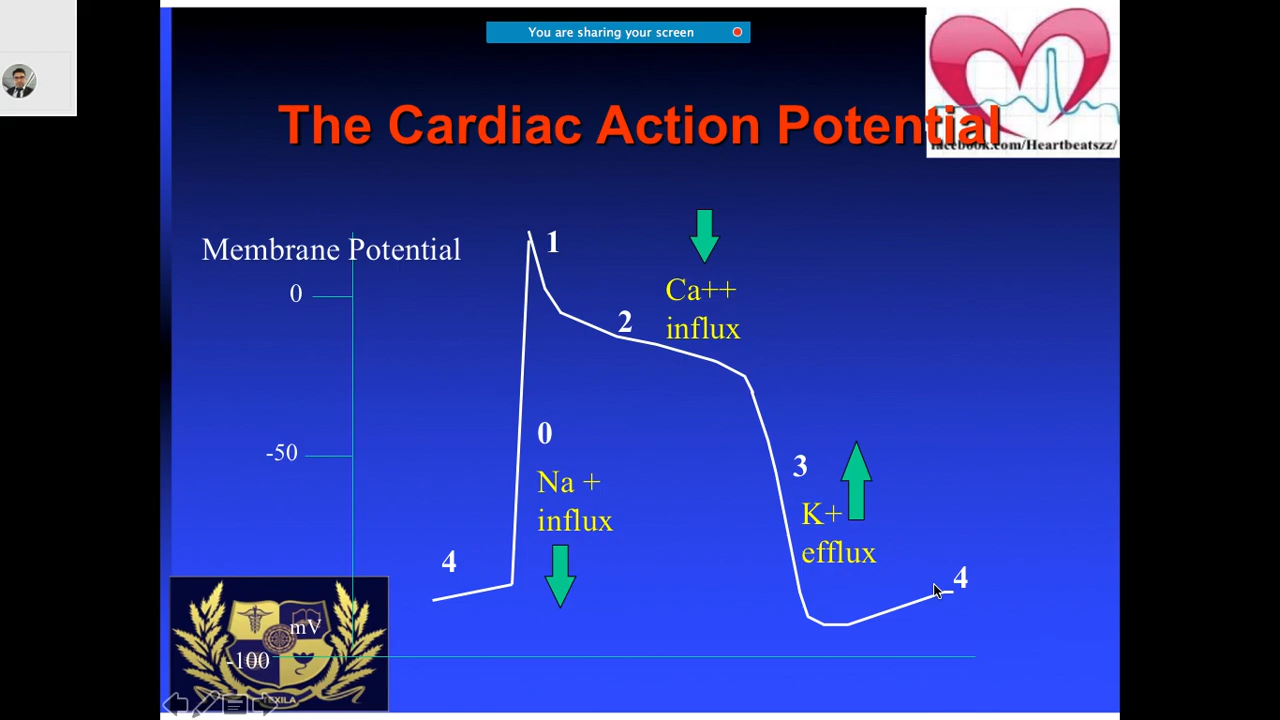 You are sharing your screen
The Cardiac Action Potential
facebook.com/Heartbeatszz/
Membrane Potential
0
-50
mV
-100
4
0
Na +
influx
1
2
Ca++
influx
3
K+
efflux
4
TEXILA